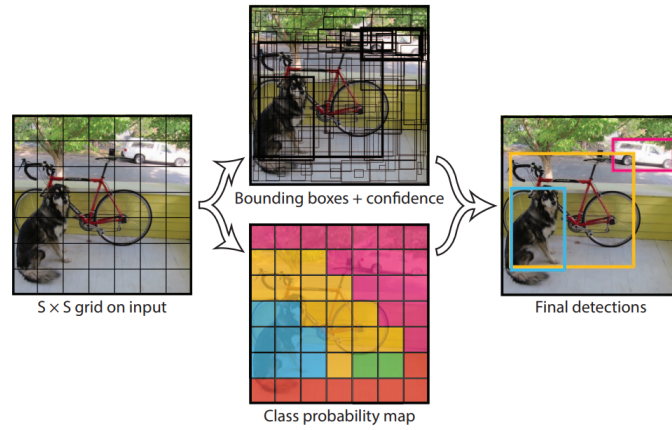 S × S grid on input
Bounding boxes + confidence
Class probability map
Final detections